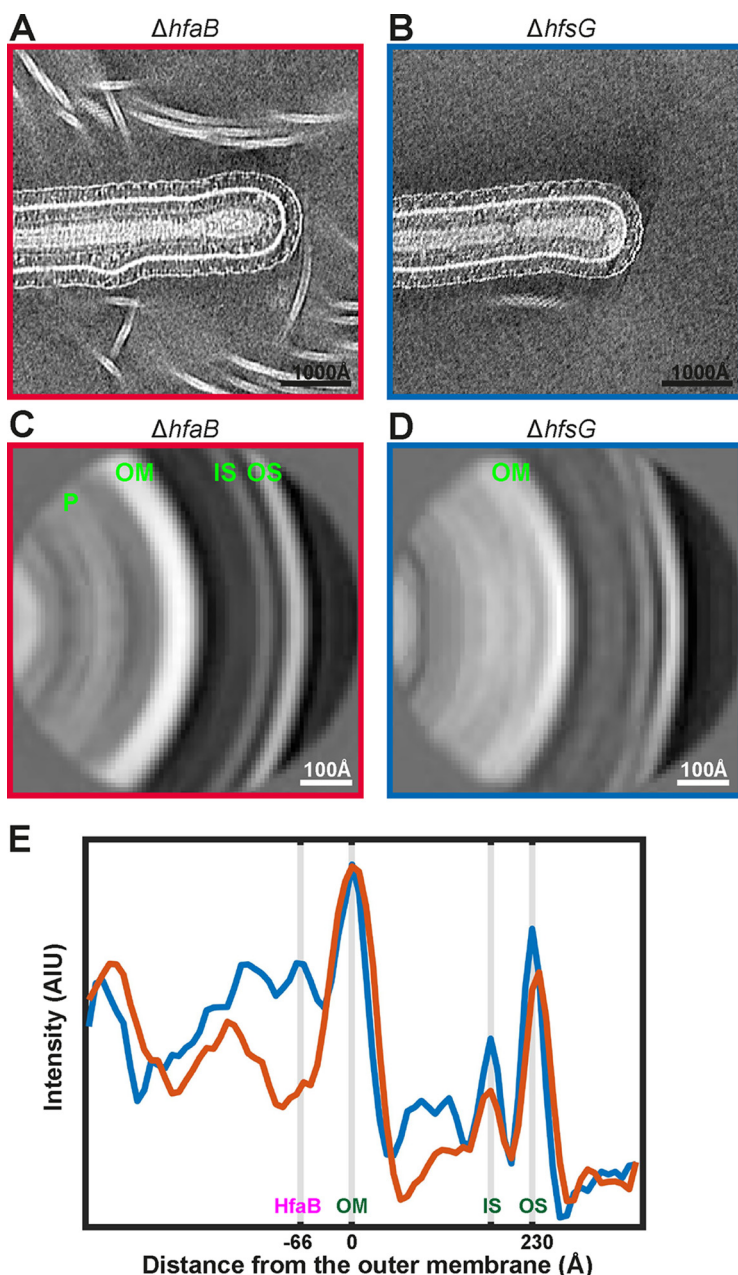 A ΔhfaB
B ΔhfsG
1000Å
1000Å
C ΔhfaB
D ΔhfsG
P OM IS OS
OM
100Å
100Å
E
Intensity (AIU)
HfaB OM IS OS
-66 0 230
Distance from the outer membrane (Å)